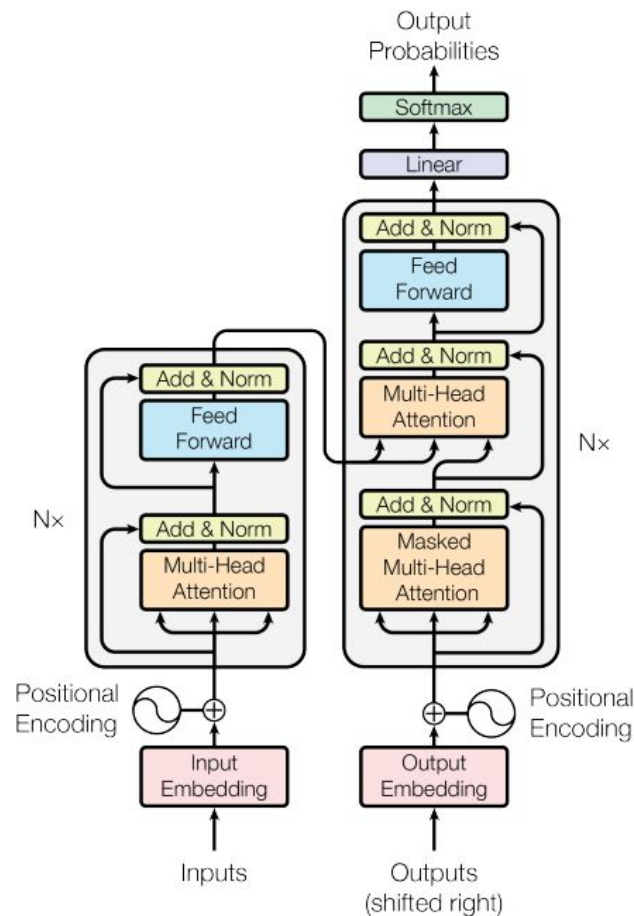 Output
Probabilities
Softmax
Linear
Add & Norm
Feed
Forward
Add & Norm
Multi-Head
Attention
Add & Norm
Masked
Multi-Head
Attention
Nx
Add & Norm
Feed
Forward
Add & Norm
Multi-Head
Attention
Nx
Positional
Encoding
Positional
Encoding
Input
Embedding
Output
Embedding
Inputs
Outputs
(shifted right)